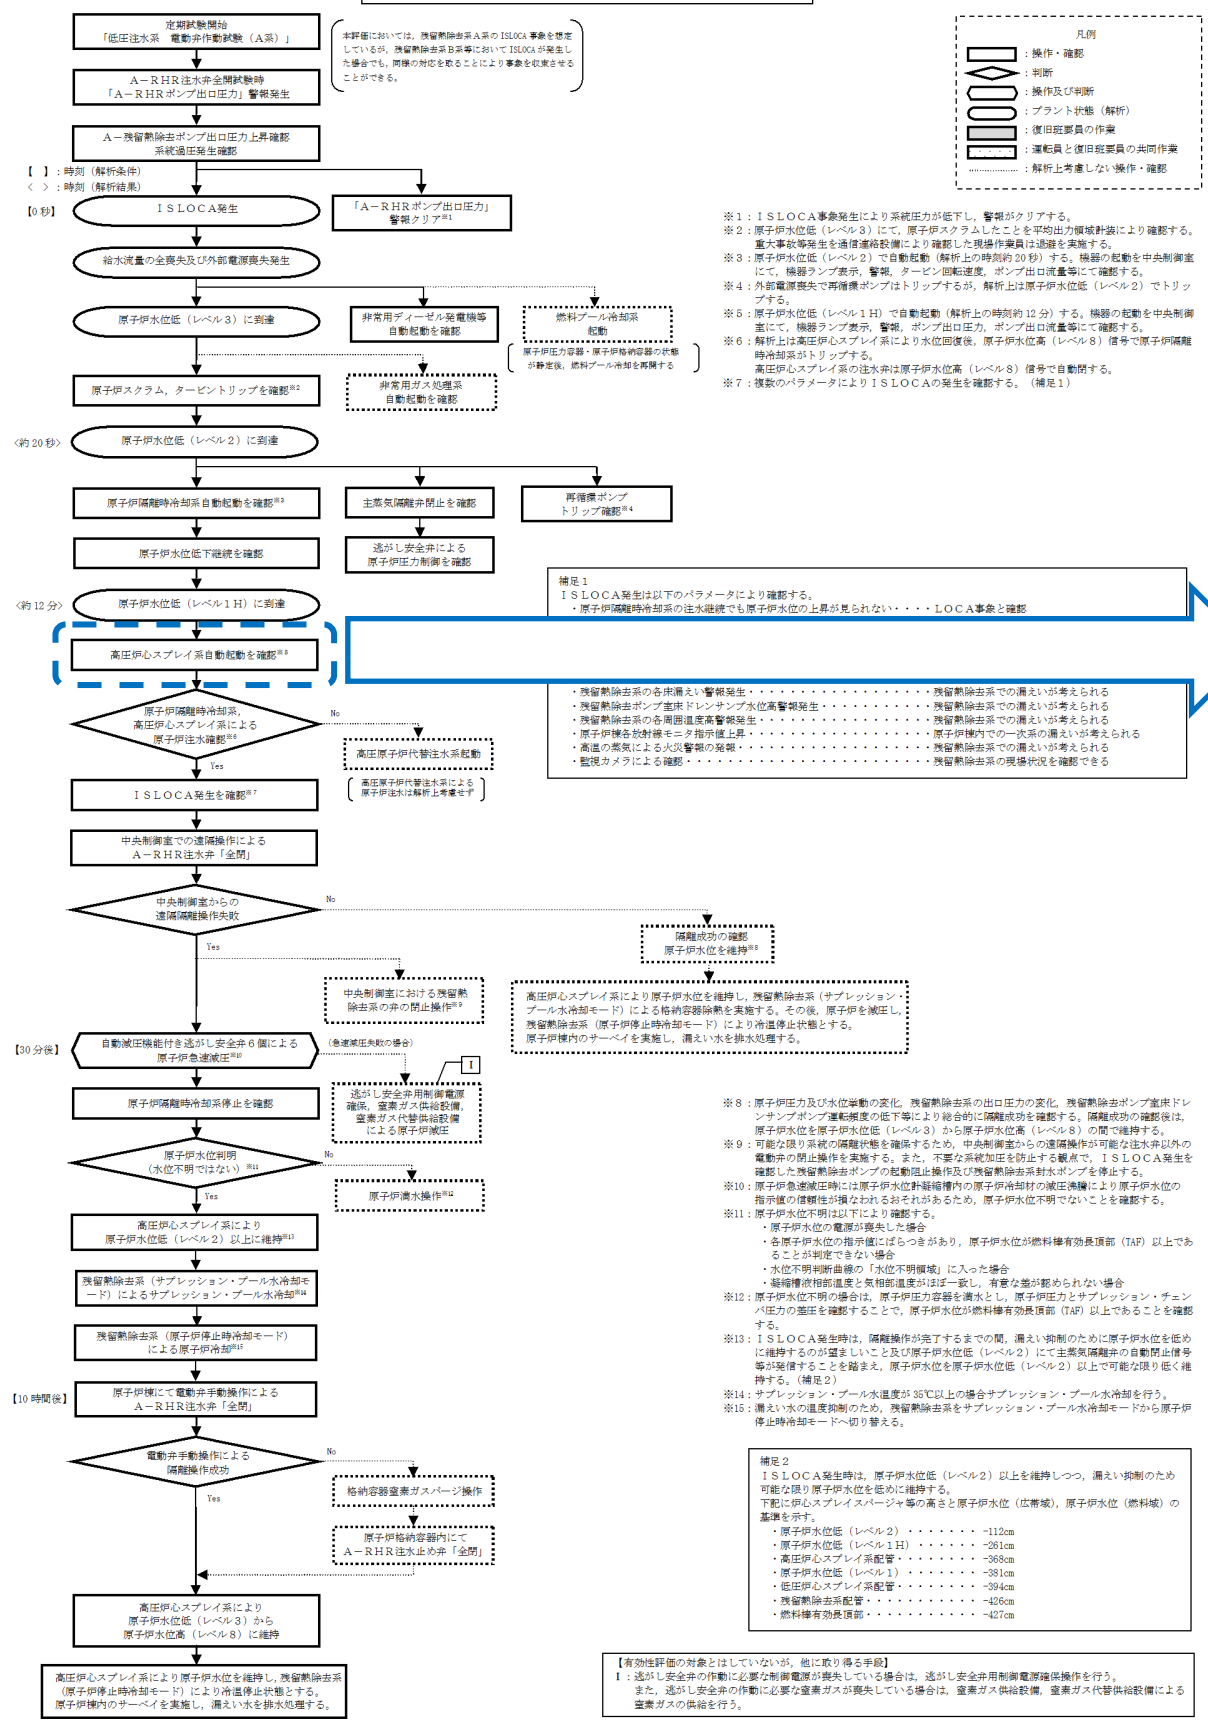 定期試験開始
「低圧注水系　電動弁作動試験（A系）」
A－RHR注水弁全開試験時
「A－RHRポンプ出口圧力」警報発生
A－残留熱除去ポンプ出口圧力上昇確認
系統過圧発生確認
本評価においては，残留熱除去系A系のISLOCA事象を想定
しているが，残留熱除去系B系等においてISLOCAが発生し
た場合でも，同様の対応を取ることにより事象を収束させる
ことができる。
凡例
：操作・確認
：判断
：操作及び判断
：プラント状態（解析）
：復旧班要員の作業
：運転員と復旧班要員の共同作業
：解析上考慮しない操作・確認
【　】：時刻（解析条件）
＜　＞：時刻（解析結果）
【0秒】
ISLOCA発生
「A－RHRポンプ出口圧力」
警報クリア※1
給水流量の全喪失及び外部電源喪失発生
原子炉水位低（レベル3）に到達
非常用ディーゼル発電機等
自動起動を確認
燃料プール冷却系
起動
原子炉圧力容器・原子炉格納容器の状態
が静定後，燃料プール冷却を再開する
原子炉スクラム，タービントリップを確認※2
非常用ガス処理系
自動起動を確認
<約20秒>
原子炉水位低（レベル2）に到達
原子炉隔離時冷却系自動起動を確認※3
主蒸気隔離弁閉止を確認
再循環ポンプ
トリップ確認※4
原子炉水位低下継続を確認
逃がし安全弁による
原子炉圧力制御を確認
<約12分>
原子炉水位低（レベル1H）に到達
高圧炉心スプレイ系自動起動を確認※5
原子炉隔離時冷却系，
高圧炉心スプレイ系による
原子炉注水確認※6
No
Yes
高圧原子炉代替注水系起動
高圧原子炉代替注水系による
原子炉注水は解析上考慮せず
ISLOCA発生を確認※7
中央制御室での遠隔操作による
A－RHR注水弁「全閉」
中央制御室からの
遠隔隔離操作失敗
No
Yes
隔離成功の確認
原子炉水位を維持※8
中央制御室における残留熱
除去系の弁の閉止操作※9
高圧炉心スプレイ系により原子炉水位を維持し，残留熱除去系（サプレッション・
プール水冷却モード）による格納容器除熱を実施する。その後，原子炉を減圧し，
残留熱除去系（原子炉停止時冷却モード）により冷温停止状態とする。
原子炉棟内のサーベイを実施し，漏えい水を排水処理する。
【30分後】
自動減圧機能付き逃がし安全弁6個による
原子炉急速減圧※10
（急速減圧失敗の場合）
I
原子炉隔離時冷却系停止を確認
逃がし安全弁用制御電源
確保，窒素ガス供給設備，
窒素ガス代替供給設備
による原子炉減圧
原子炉水位判明
（水位不明ではない）※11
No
Yes
原子炉満水操作※12
高圧炉心スプレイ系により
原子炉水位低（レベル2）以上に維持※13
残留熱除去系（サプレッション・プール水冷却モ
ード）によるサプレッション・プール水冷却※14
残留熱除去系（原子炉停止時冷却モード）
による原子炉冷却※15
【10時間後】
原子炉棟にて電動弁手動操作による
A－RHR注水弁「全閉」
電動弁手動操作による
隔離操作成功
No
Yes
格納容器窒素ガスパージ操作
原子炉格納容器内にて
A－RHR注水止め弁「全閉」
高圧炉心スプレイ系により
原子炉水位低（レベル3）から
原子炉水位高（レベル8）に維持
高圧炉心スプレイ系により原子炉水位を維持し，残留熱除去系
（原子炉停止時冷却モード）により冷温停止状態とする。
原子炉棟内のサーベイを実施し，漏えい水を排水処理する。
※1：ISLOCA事象発生により系統圧力が低下し，警報がクリアする。
※2：原子炉水位低（レベル3）にて，原子炉スクラムしたことを平均出力領域計装により確認する。
重大事故等発生を通信連絡設備により確認した現場作業員は退避を実施する。
※3：原子炉水位低（レベル2）で自動起動（解析上の時刻約20秒）する。機器の起動を中央制御室
にて，機器ランプ表示，警報，タービン回転速度，ポンプ出口流量等にて確認する。
※4：外部電源喪失で再循環ポンプはトリップするが，解析上は原子炉水位低（レベル2）でトリッ
プする。
※5：原子炉水位低（レベル1H）で自動起動（解析上の時刻約12分）する。機器の起動を中央制御
室にて，機器ランプ表示，警報，ポンプ出口圧力，ポンプ出口流量等にて確認する。
※6：解析上は高圧炉心スプレイ系により水位回復後，原子炉水位高（レベル8）信号で原子炉隔離
時冷却系がトリップする。
高圧炉心スプレイ系の注水弁は原子炉水位高（レベル8）信号で自動閉する。
※7：複数のパラメータによりISLOCAの発生を確認する。（補足1）
補足1
ISLOCA発生は以下のパラメータにより確認する。
・原子炉隔離時冷却系の注水継続でも原子炉水位の上昇が見られない・・・・LOCA事象と確認
・残留熱除去系の各床漏えい警報発生・・・・・・・・・・・・・・・・・・残留熱除去系での漏えいが考えられる
・残留熱除去ポンプ室床ドレンサンプ水位高警報発生・・・・・・・・・・・残留熱除去系での漏えいが考えられる
・残留熱除去系の各周囲温度高警報発生・・・・・・・・・・・・・・・・・残留熱除去系での漏えいが考えられる
・原子炉棟各放射線モニタ指示値上昇・・・・・・・・・・・・・・・・・・原子炉棟内での一次系の漏えいが考えられる
・高温の蒸気による火災警報の発報・・・・・・・・・・・・・・・・・・・残留熱除去系での漏えいが考えられる
・監視カメラによる確認・・・・・・・・・・・・・・・・・・・・・・・・残留熱除去系の現場状況を確認できる
※8：原子炉圧力及び水位挙動の変化，残留熱除去系の出口圧力の変化，残留熱除去ポンプ室床ドレ
ンサンプポンプ運転頻度の低下等により総合的に隔離成功を確認する。隔離成功の確認後は，
原子炉水位を原子炉水位低（レベル3）から原子炉水位高（レベル8）の間で維持する。
※9：可能な限り系統の隔離状態を確保するため，中央制御室からの遠隔操作が可能な注水弁以外の
電動弁の閉止操作を実施する。また，不要な系統加圧を防止する観点で，ISLOCA発生を
確認した残留熱除去ポンプの起動阻止操作及び残留熱除去系封水ポンプを停止する。
※10：原子炉急速減圧時には原子炉水位計凝縮槽内の原子炉冷却材の減圧沸騰により原子炉水位の
指示値の信頼性が損なわれるおそれがあるため，原子炉水位不明でないことを確認する。
※11：原子炉水位不明は以下により確認する。
・原子炉水位の電源が喪失した場合
・各原子炉水位の指示値にばらつきがあり，原子炉水位が燃料棒有効長頂部（TAF）以上であ
ることが判定できない場合
・水位不明判断曲線の「水位不明領域」に入った場合
・凝縮槽液相部温度と気相部温度がほぼ一致し，有意な差が認められない場合
※12：原子炉水位不明の場合は，原子炉圧力容器を満水とし，原子炉圧力とサプレッション・チェン
バ圧力の差圧を確認することで，原子炉水位が燃料棒有効長頂部（TAF）以上であることを確認
する。
※13：ISLOCA発生時は，隔離操作が完了するまでの間，漏えい抑制のために原子炉水位を低め
に維持するのが望ましいこと及び原子炉水位低（レベル2）にて主蒸気隔離弁の自動閉止信号
等が発信することを踏まえ，原子炉水位を原子炉水位低（レベル2）以上で可能な限り低く維
持する。（補足2）
※14：サプレッション・プール水温度が35℃以上の場合サプレッション・プール水冷却を行う。
※15：漏えい水の温度抑制のため，残留熱除去系をサプレッション・プール水冷却モードから原子炉
停止時冷却モードへ切り替える。
補足2
ISLOCA発生時は，原子炉水位低（レベル2）以上を維持しつつ，漏えい抑制のため
可能な限り原子炉水位を低めに維持する。
下記に炉心スプレイスパージャ等の高さと原子炉水位（広帯域），原子炉水位（燃料域）の
基準を示す。
・原子炉水位低（レベル2）・・・・・・・-112cm
・原子炉水位低（レベル1H）・・・・・・-261cm
・高圧炉心スプレイ系配管・・・・・・・・-368cm
・原子炉水位低（レベル1）・・・・・・・-381cm
・低圧炉心スプレイ系配管・・・・・・・・-394cm
・残留熱除去系配管・・・・・・・・・・・-426cm
・燃料棒有効長頂部・・・・・・・・・・・-427cm
【有効性評価の対象とはしていないが，他に取り得る手段】
I：逃がし安全弁の作動に必要な制御電源が喪失している場合は，逃がし安全弁用制御電源確保操作を行う。
また，逃がし安全弁の作動に必要な窒素ガスが喪失している場合は，窒素ガス供給設備，窒素ガス代替供給設備による
窒素ガスの供給を行う。